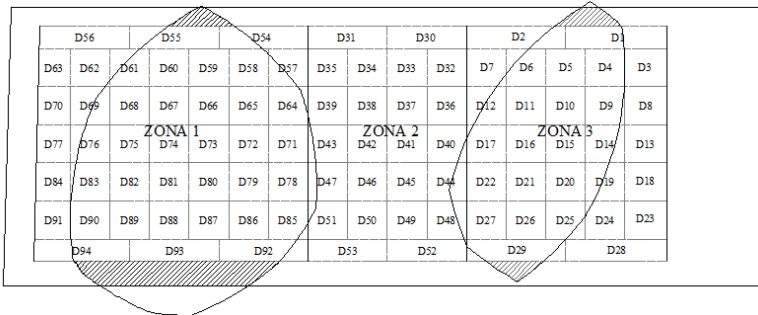 D56 D55 D54 D31 D30 D2 D1
D63 D62 D61 D60 D59 D58 D57 D35 D34 D33 D32 D7 D6 D5 D4 D3
D70 D69 D68 D67 D66 D65 D64 D39 D38 D37 D36 D12 D11 D10 D9 D8
ZONA 1 ZONA 2 ZONA 3
D77 D76 D75 D74 D73 D72 D71 D43 D42 D41 D40 D17 D16 D15 D14 D13
D84 D83 D82 D81 D80 D79 D78 D47 D46 D45 D44 D22 D21 D20 D19 D18
D91 D90 D89 D88 D87 D86 D85 D51 D50 D49 D48 D27 D26 D25 D24 D23
D94 D93 D92 D53 D52 D29 D28